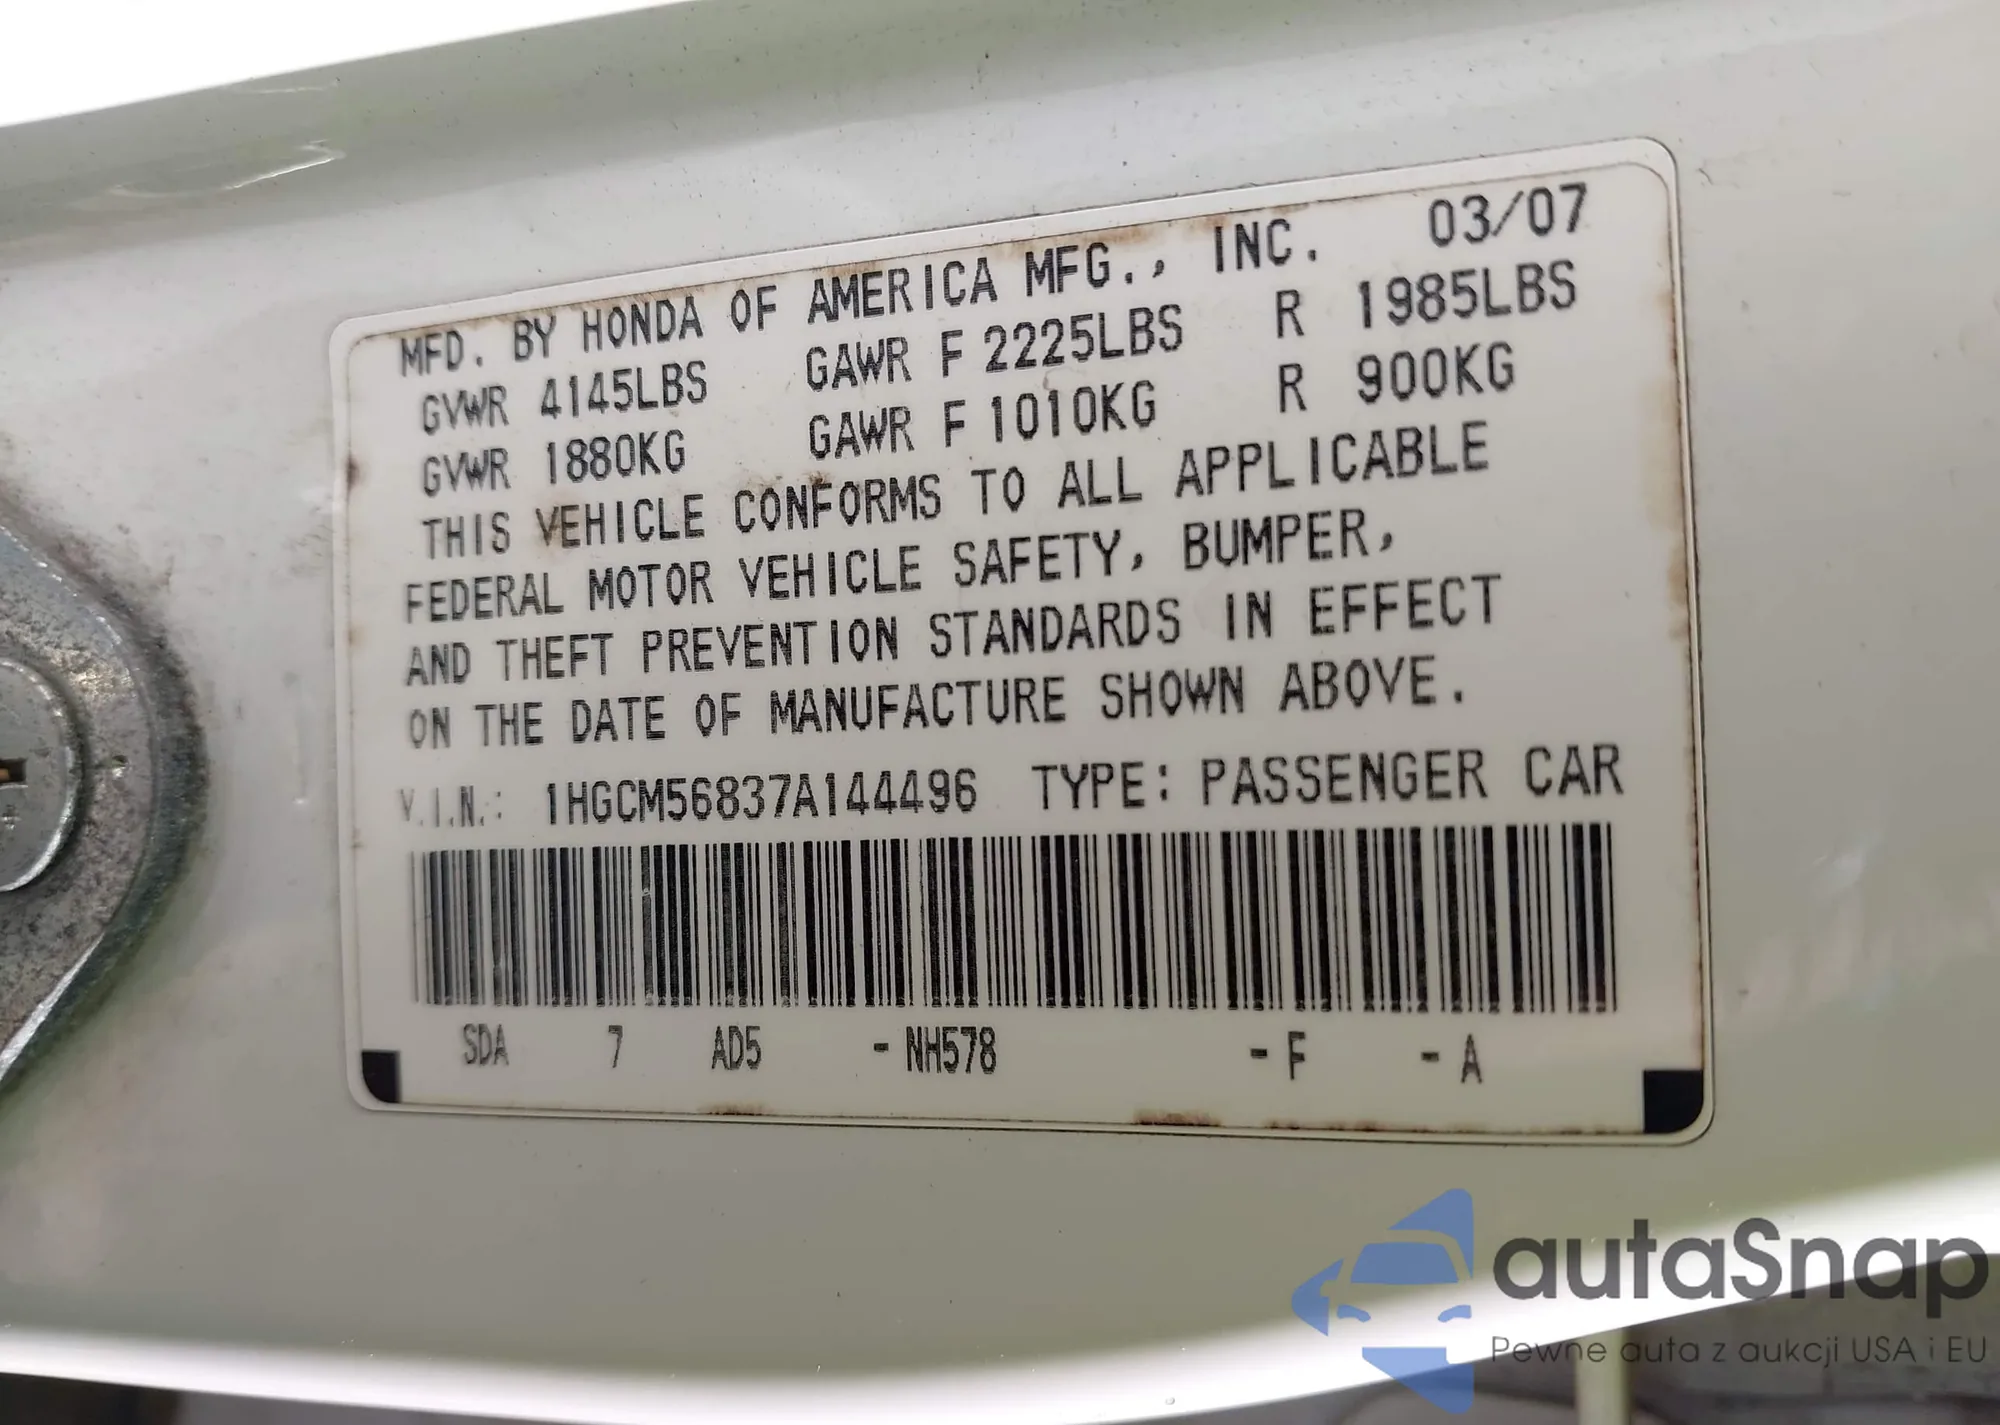 MFD. BY HONDA OF AMERICA MFG., INC. 03/07
GVWR 4145LBS GAWR F 2225LBS R 1985LBS
GVWR 1880KG GAWR F 1010KG R 900KG
THIS VEHICLE CONFORMS TO ALL APPLICABLE
FEDERAL MOTOR VEHICLE SAFETY, BUMPER,
AND THEFT PREVENTION STANDARDS IN EFFECT
ON THE DATE OF MANUFACTURE SHOWN ABOVE.
V.I.N.: 1HGCM56837A144496 TYPE: PASSENGER CAR
SDA 7 AD5 -NH578 -F -A
autaSnap
Pewne auta z aukcji USA i EU